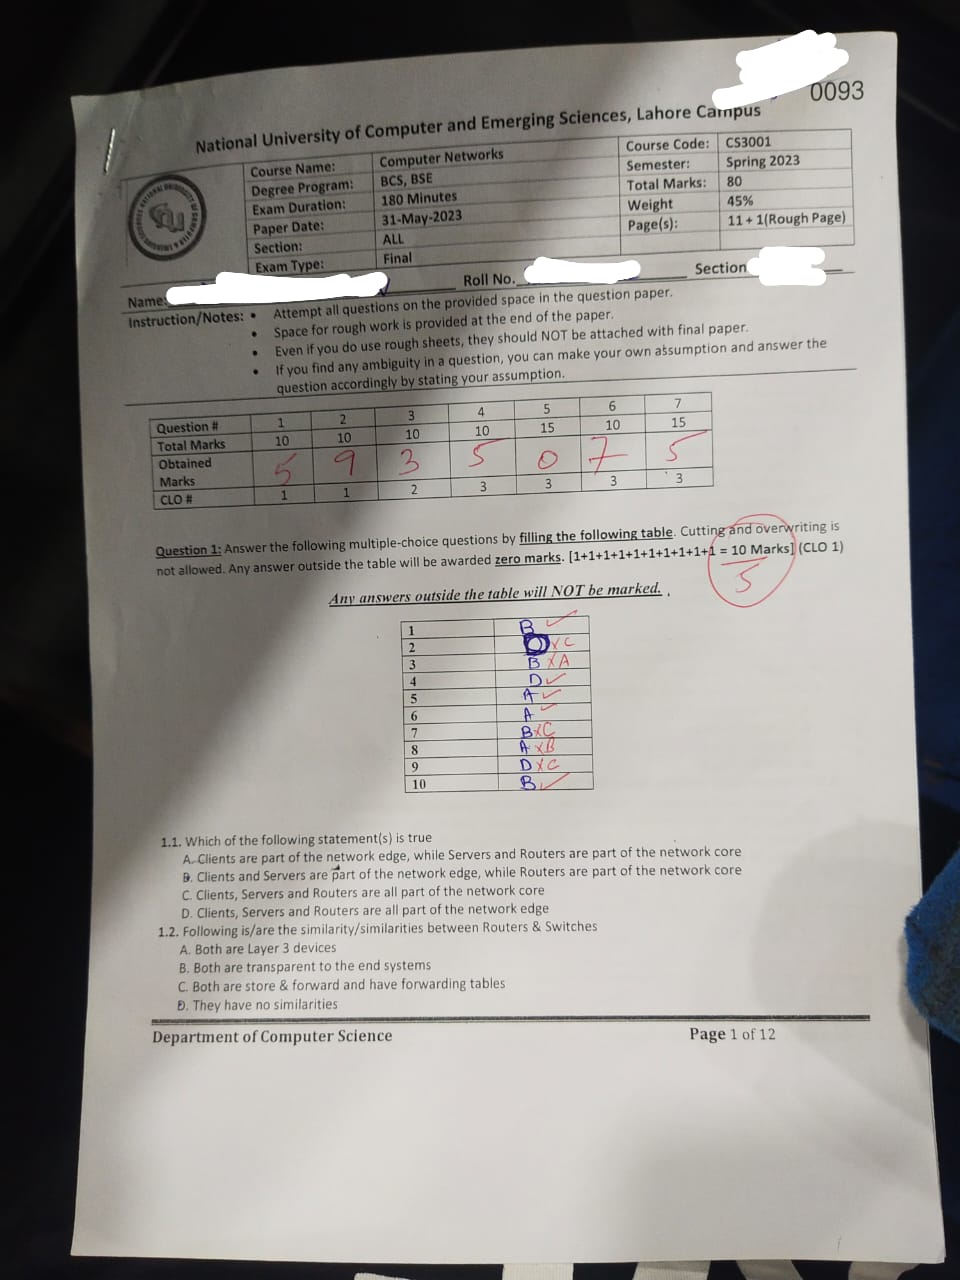 0093
National University of Computer and Emerging Sciences, Lahore Campus
Course Name: Computer Networks Course Code: CS3001
Degree Program: BCS, BSE Semester: Spring 2023
Exam Duration: 180 Minutes Total Marks: 80
Paper Date: 31-May-2023 Weight 45%
Section: ALL Page(s): 11+1(Rough Page)
Exam Type: Final
Name: Roll No. Section
Instruction/Notes: • Attempt all questions on the provided space in the question paper.
• Space for rough work is provided at the end of the paper.
• Even if you do use rough sheets, they should NOT be attached with final paper.
• If you find any ambiguity in a question, you can make your own assumption and answer the
question accordingly by stating your assumption.
Question # 1 2 3 4 5 6 7
Total Marks 10 10 10 10 15 10 15
Obtained Marks 5 9 3 5 0 7 5
CLO # 1 1 2 3 3 3 3
Question 1: Answer the following multiple-choice questions by filling the following table. Cutting and overwriting is
not allowed. Any answer outside the table will be awarded zero marks. [1+1+1+1+1+1+1+1+1+1 = 10 Marks] (CLO 1)
5
Any answers outside the table will NOT be marked.
1 B ✓
2 x C
3 B x A
4 D ✓
5 A ✓
6 A ✓
7 B x C
8 A x B
9 D x C
10 B ✓
1.1. Which of the following statement(s) is true
A. Clients are part of the network edge, while Servers and Routers are part of the network core
B. Clients and Servers are part of the network edge, while Routers are part of the network core
C. Clients, Servers and Routers are all part of the network core
D. Clients, Servers and Routers are all part of the network edge
1.2. Following is/are the similarity/similarities between Routers & Switches
A. Both are Layer 3 devices
B. Both are transparent to the end systems
C. Both are store & forward and have forwarding tables
D. They have no similarities
Department of Computer Science Page 1 of 12